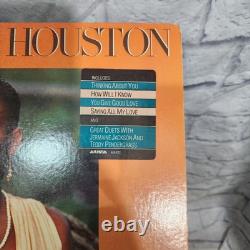 HOUSTON
INCLUDES:
THINKING ABOUT YOU
HOW WILL I KNOW
YOU GIVE GOOD LOVE
SAVING ALL MY LOVE
AND
GREAT DUETS WITH
JERMAINE JACKSON AND
TEDDY PENDERGRASS
ARISTA